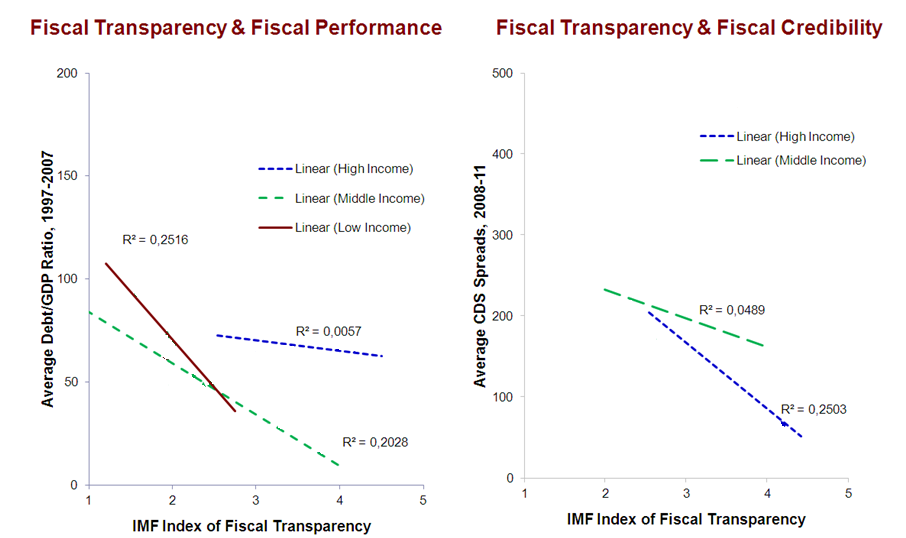 Fiscal Transparency & Fiscal Performance
200
150
100
50
0
1
2
3
4
5
Average Debt/GDP Ratio, 1997-2007
IMF Index of Fiscal Transparency
Linear (High Income)
Linear (Middle Income)
Linear (Low Income)
R² = 0,2516
R² = 0,0057
R² = 0,2028
Fiscal Transparency & Fiscal Credibility
500
400
300
200
100
0
0
1
2
3
4
5
Average CDS Spreads, 2008-11
IMF Index of Fiscal Transparency
Linear (High Income)
Linear (Middle Income)
R² = 0,0489
R² = 0,2503